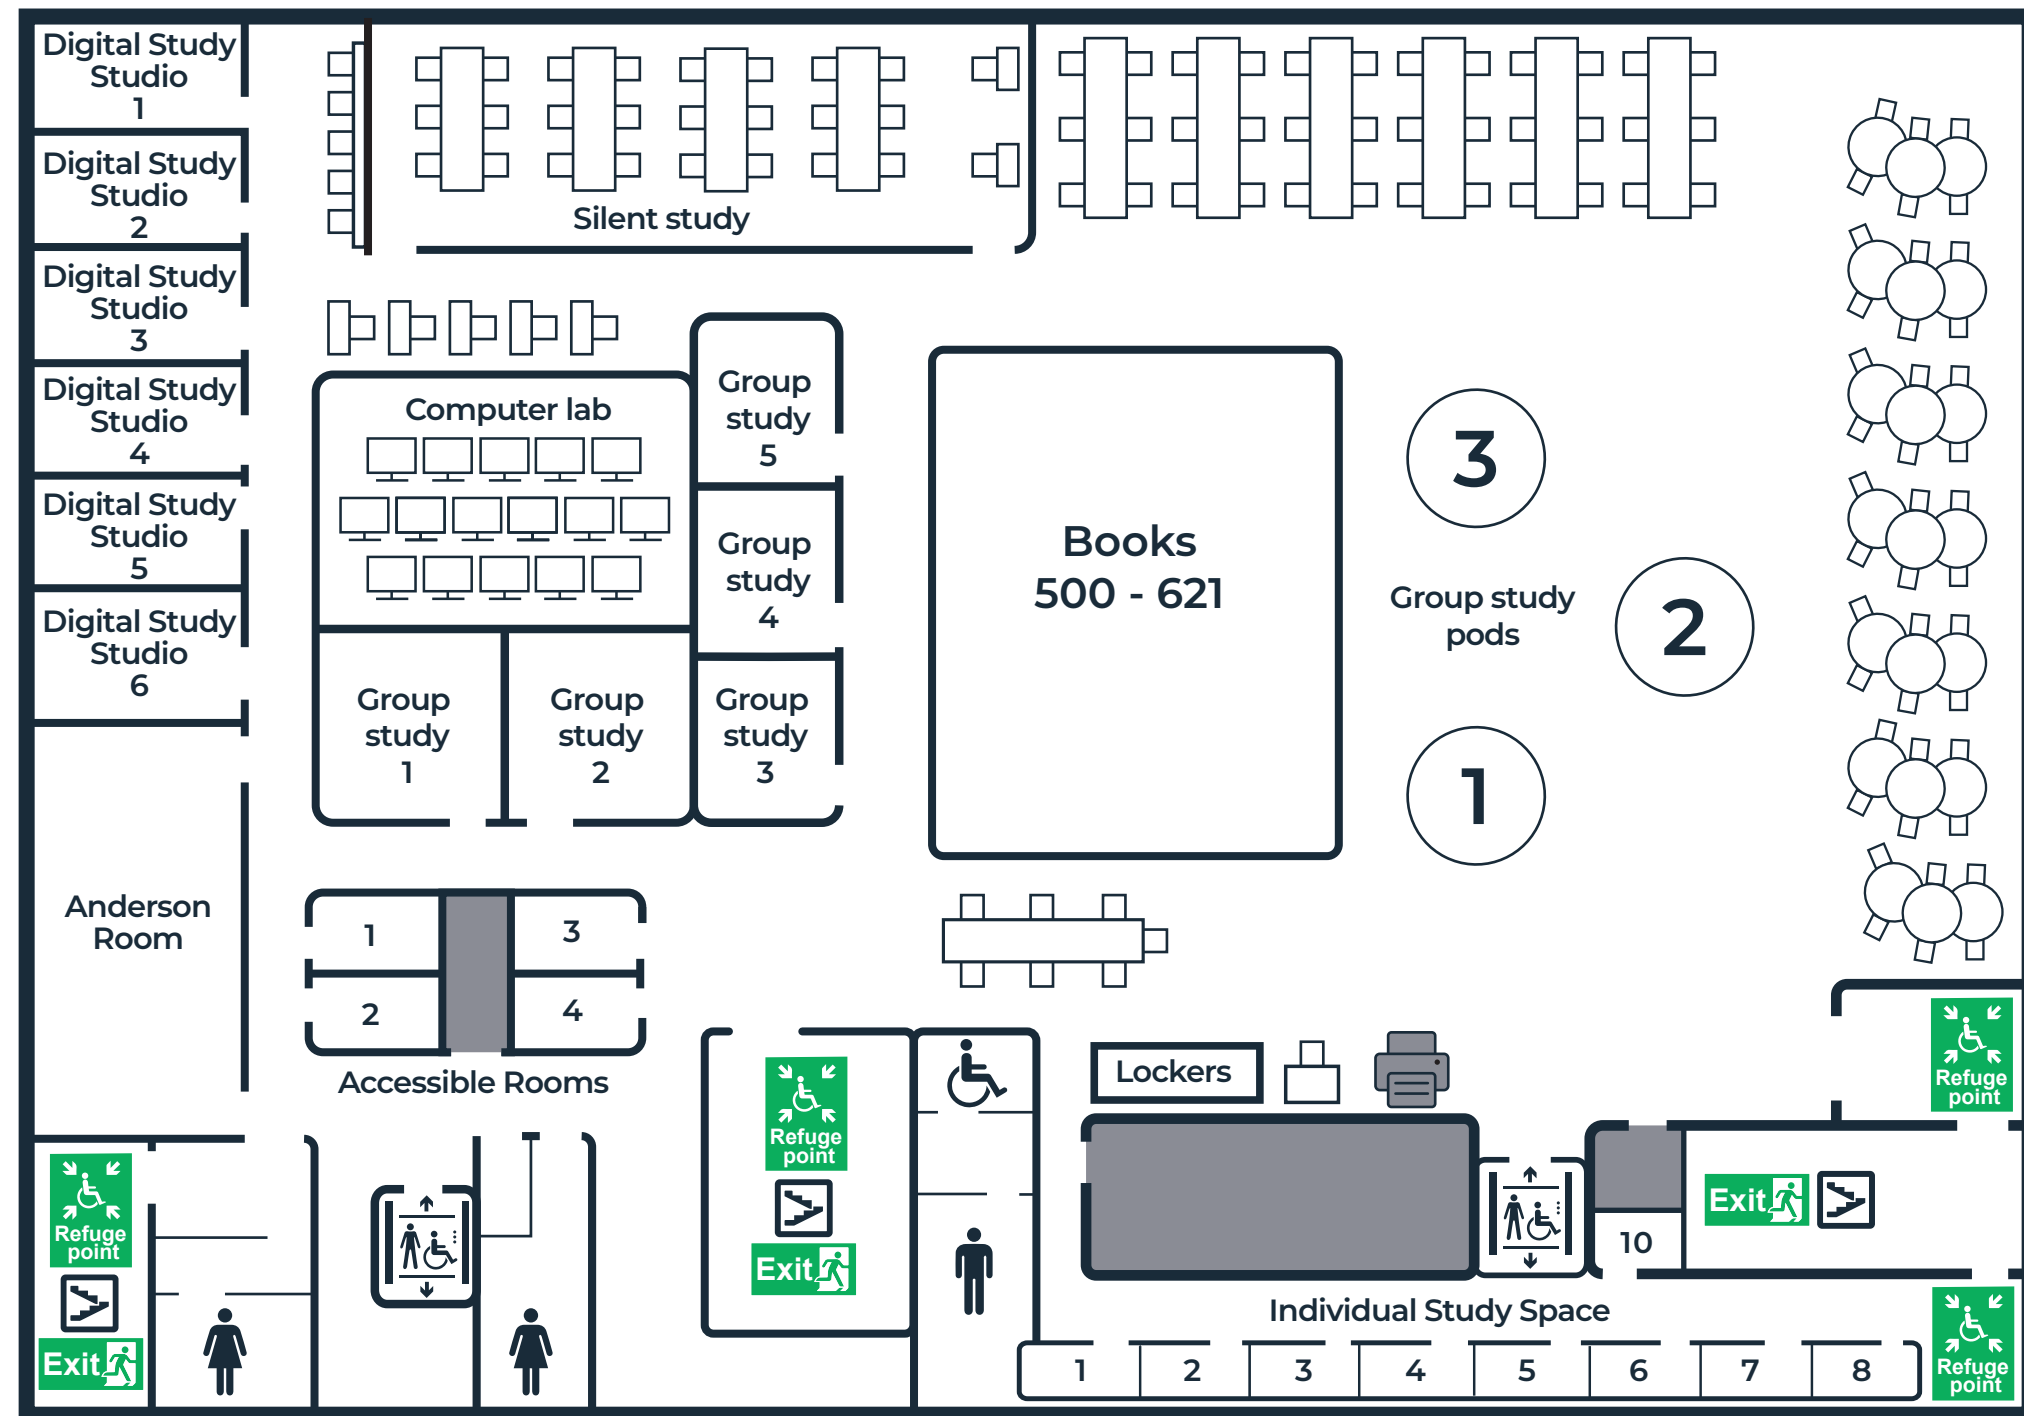 Digital Study
Studio
1
Digital Study
Studio
2
Digital Study
Studio
3
Digital Study
Studio
4
Digital Study
Studio
5
Digital Study
Studio
6
Anderson
Room
Silent study
Computer lab
Group
study
5
Group
study
4
Group
study
1
Group
study
2
Group
study
3
Books
500 - 621
3
Group study
pods
2
1
1
3
2
4
Accessible Rooms
Refuge
point
Exit
Refuge
point
Exit
Lockers
Refuge
point
Exit
10
Individual Study Space
1
2
3
4
5
6
7
8
Refuge
point